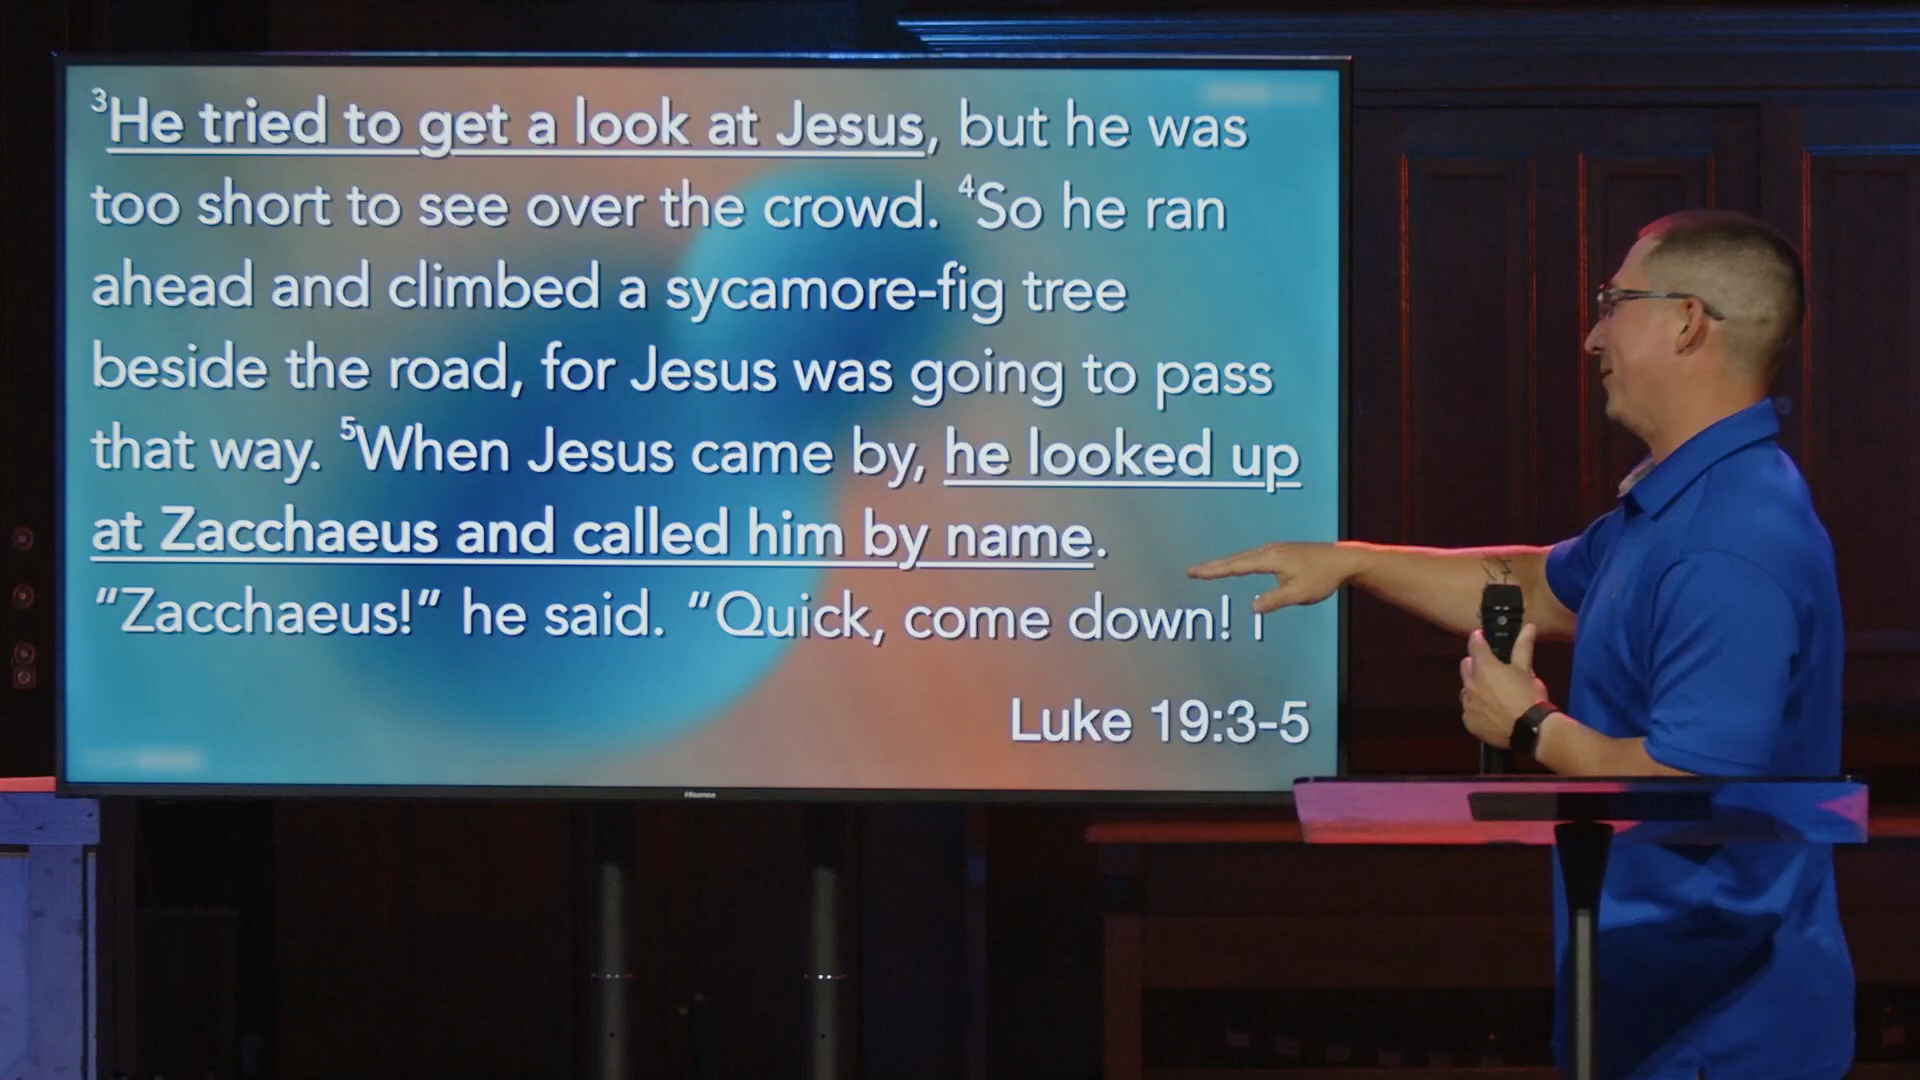 ³He tried to get a look at Jesus, but he was
too short to see over the crowd. ⁴So he ran
ahead and climbed a sycamore-fig tree
beside the road, for Jesus was going to pass
that way. ⁵When Jesus came by, he looked up
at Zacchaeus and called him by name.
“Zacchaeus!” he said. “Quick, come down! I
Luke 19:3-5
Hisense